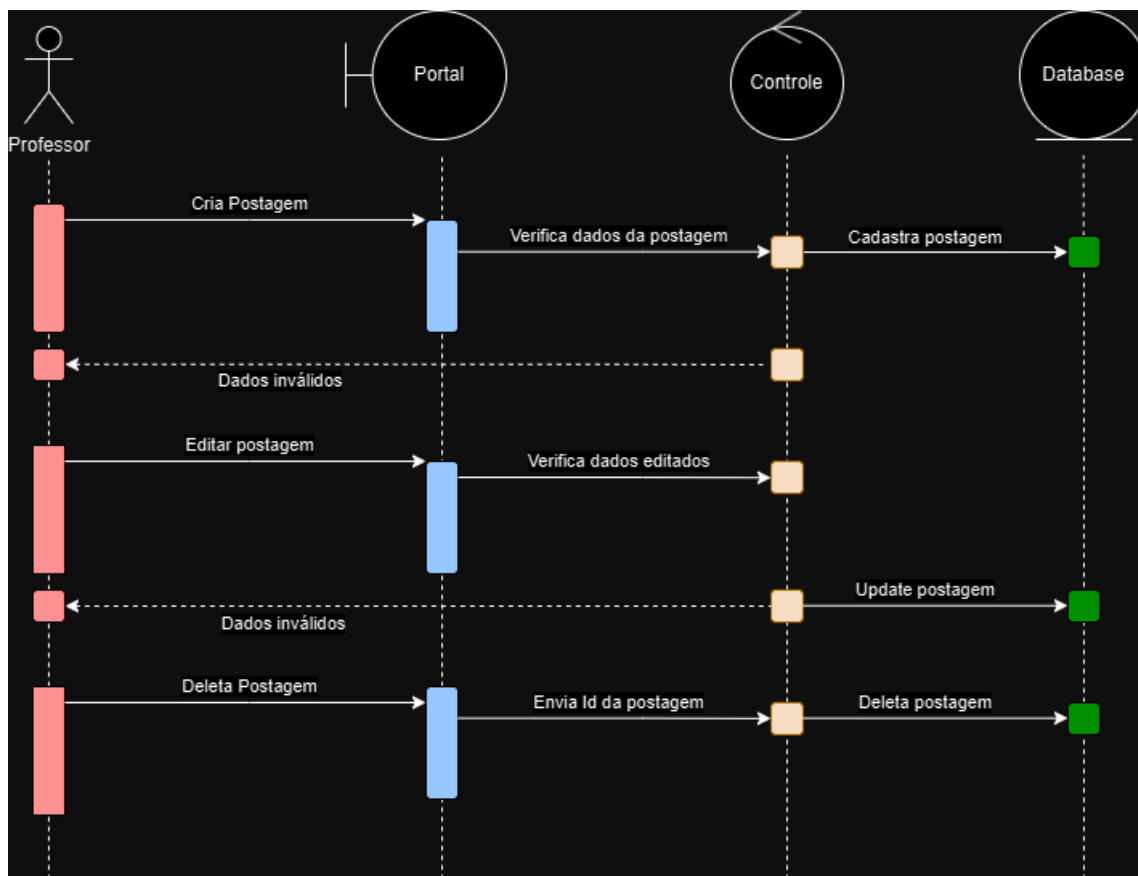 Portal
Controle
Database
Professor
Cria Postagem
Verifica dados da postagem
Cadastra postagem
Dados inválidos
Editar postagem
Verifica dados editados
Update postagem
Dados inválidos
Deleta Postagem
Envia Id da postagem
Deleta postagem